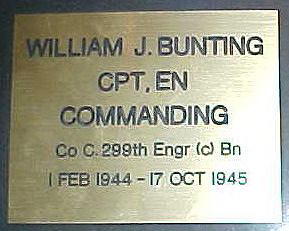 WILLIAM J. BUNTING
CPT, EN
COMMANDING
Co C. 299th Engr (c) Bn
1 FEB 1944 - 17 OCT 1945